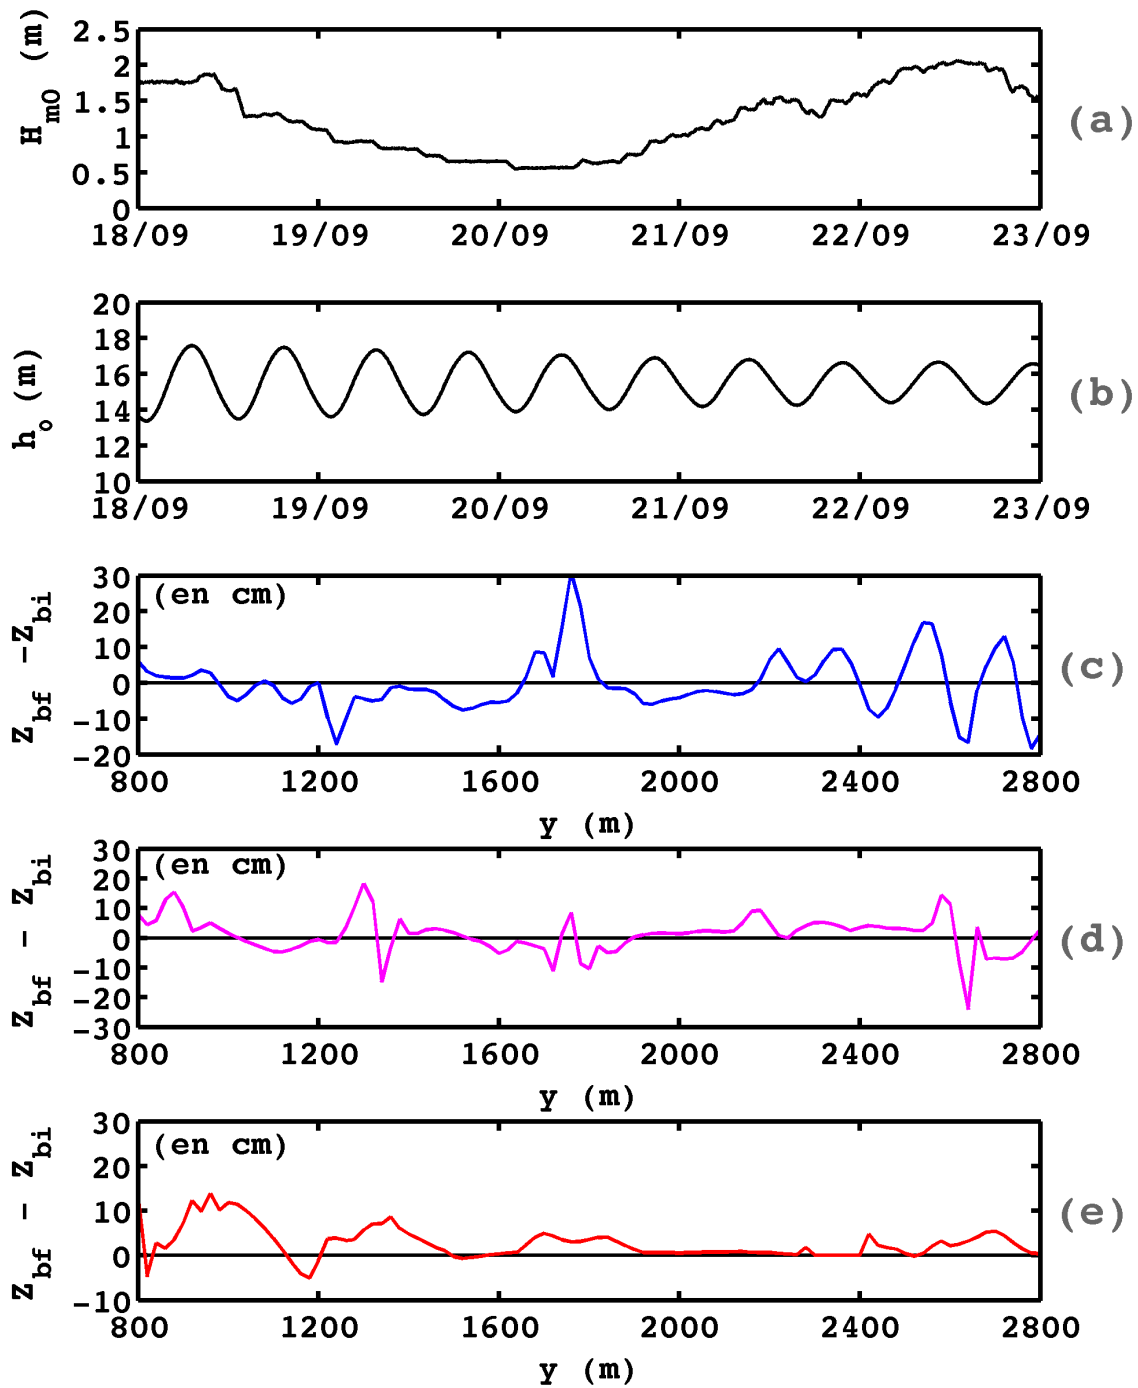 H_m0 (m)
2.5
2
1.5
1
0.5
0
18/09 19/09 20/09 21/09 22/09 23/09
(a)
h_o (m)
20
18
16
14
12
10
18/09 19/09 20/09 21/09 22/09 23/09
(b)
Z_bf -Z_bi
(en cm)
30
20
10
0
-10
-20
800 1200 1600 2000 2400 2800
y (m)
(c)
Z_bf - Z_bi
(en cm)
30
20
10
0
-10
-20
-30
800 1200 1600 2000 2400 2800
y (m)
(d)
Z_bf - Z_bi
(en cm)
30
20
10
0
-10
800 1200 1600 2000 2400 2800
y (m)
(e)